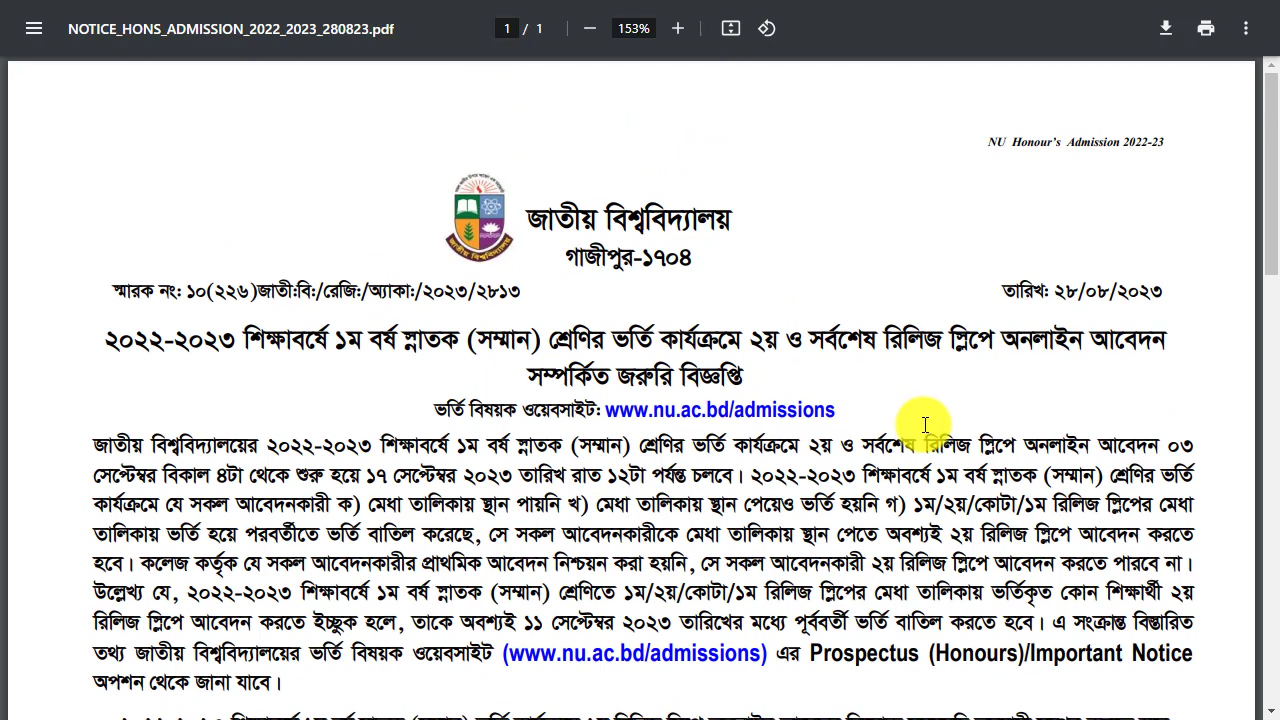 NOTICE_HONS_ADMISSION_2022_2023_280823.pdf
1 / 1
153%
NU Honour's Admission 2022-23
জাতীয় বিশ্ববিদ্যালয়
গাজীপুর-১৭০৪
স্মারক নং: ১০(২২৬)জাতী:বি:/রেজি:/অ্যাকা:/২০২৩/২৮১৩
তারিখ: ২৮/০৮/২০২৩
২০২২-২০২৩ শিক্ষাবর্ষে ১ম বর্ষ স্নাতক (সম্মান) শ্রেণির ভর্তি কার্যক্রমে ২য় ও সর্বশেষ রিলিজ স্লিপে অনলাইন আবেদন
সম্পর্কিত জরুরি বিজ্ঞপ্তি
ভর্তি বিষয়ক ওয়েবসাইট: www.nu.ac.bd/admissions
জাতীয় বিশ্ববিদ্যালয়ের ২০২২-২০২৩ শিক্ষাবর্ষে ১ম বর্ষ স্নাতক (সম্মান) শ্রেণির ভর্তি কার্যক্রমে ২য় ও সর্বশেষ রিলিজ স্লিপে অনলাইন আবেদন ০৩
সেপ্টেম্বর বিকাল ৪টা থেকে শুরু হয়ে ১৭ সেপ্টেম্বর ২০২৩ তারিখ রাত ১২টা পর্যন্ত চলবে। ২০২২-২০২৩ শিক্ষাবর্ষে ১ম বর্ষ স্নাতক (সম্মান) শ্রেণির ভর্তি
কার্যক্রমে যে সকল আবেদনকারী ক) মেধা তালিকায় স্থান পায়নি খ) মেধা তালিকায় স্থান পেয়েও ভর্তি হয়নি গ) ১ম/২য়/কোটা/১ম রিলিজ স্লিপের মেধা
তালিকায় ভর্তি হয়ে পরবর্তীতে ভর্তি বাতিল করেছে, সে সকল আবেদনকারীকে মেধা তালিকায় স্থান পেতে অবশ্যই ২য় রিলিজ স্লিপে আবেদন করতে
হবে। কলেজ কর্তৃক যে সকল আবেদনকারীর প্রাথমিক আবেদন নিশ্চয়ন করা হয়নি, সে সকল আবেদনকারী ২য় রিলিজ স্লিপে আবেদন করতে পারবে না।
উল্লেখ্য যে, ২০২২-২০২৩ শিক্ষাবর্ষে ১ম বর্ষ স্নাতক (সম্মান) শ্রেণিতে ১ম/২য়/কোটা/১ম রিলিজ স্লিপের মেধা তালিকায় ভর্তিকৃত কোন শিক্ষার্থী ২য়
রিলিজ স্লিপে আবেদন করতে ইচ্ছুক হলে, তাকে অবশ্যই ১১ সেপ্টেম্বর ২০২৩ তারিখের মধ্যে পূর্ববর্তী ভর্তি বাতিল করতে হবে। এ সংক্রান্ত বিস্তারিত
তথ্য জাতীয় বিশ্ববিদ্যালয়ের ভর্তি বিষয়ক ওয়েবসাইট (www.nu.ac.bd/admissions) এর Prospectus (Honours)/Important Notice
অপশন থেকে জানা যাবে।